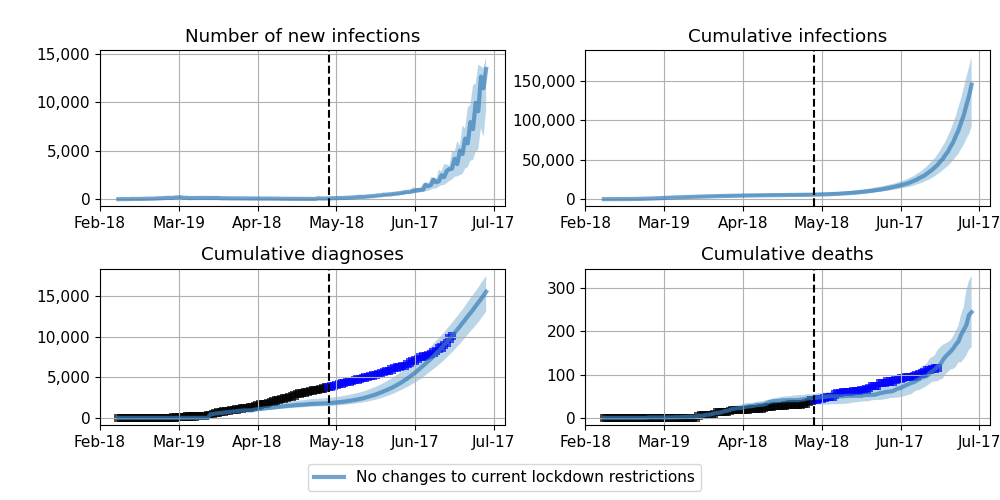 Number of new infections
15,000
10,000
5,000
0
Feb-18 Mar-19 Apr-18 May-18 Jun-17 Jul-17
Cumulative infections
150,000
100,000
50,000
0
Feb-18 Mar-19 Apr-18 May-18 Jun-17 Jul-17
Cumulative diagnoses
15,000
10,000
5,000
0
Feb-18 Mar-19 Apr-18 May-18 Jun-17 Jul-17
Cumulative deaths
300
200
100
0
Feb-18 Mar-19 Apr-18 May-18 Jun-17 Jul-17
No changes to current lockdown restrictions